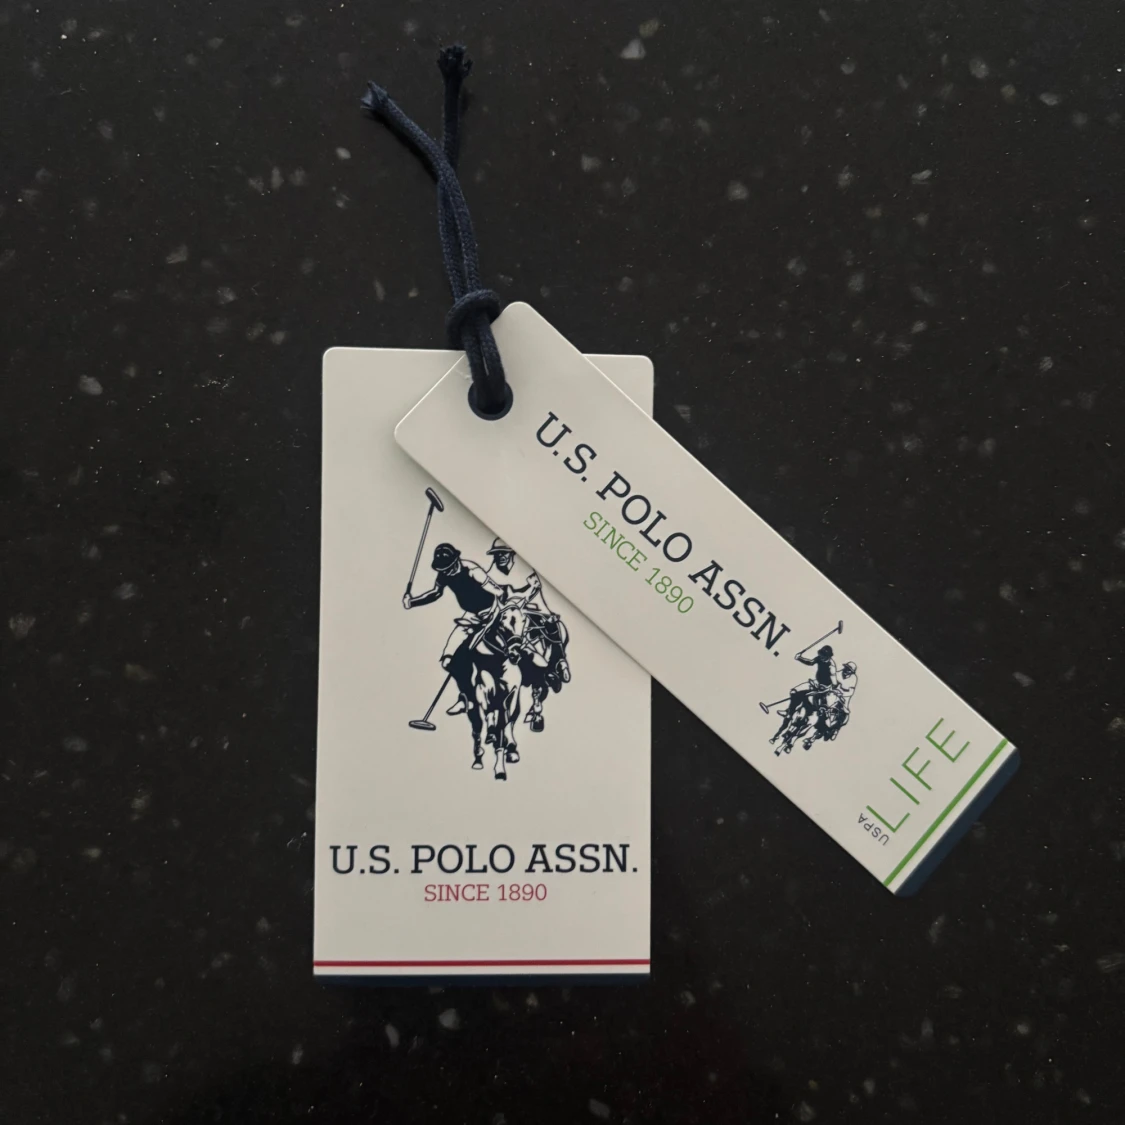 U.S. POLO ASSN.
SINCE 1890
U.S. POLO ASSN.
SINCE 1890
USPA
LIFE